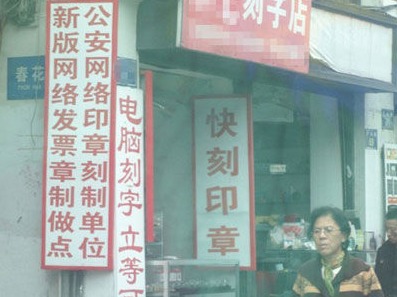 刻字店
公安网络印章刻制单位
新版网络发票章制做点
春花
电脑刻字 立等可
快刻印章